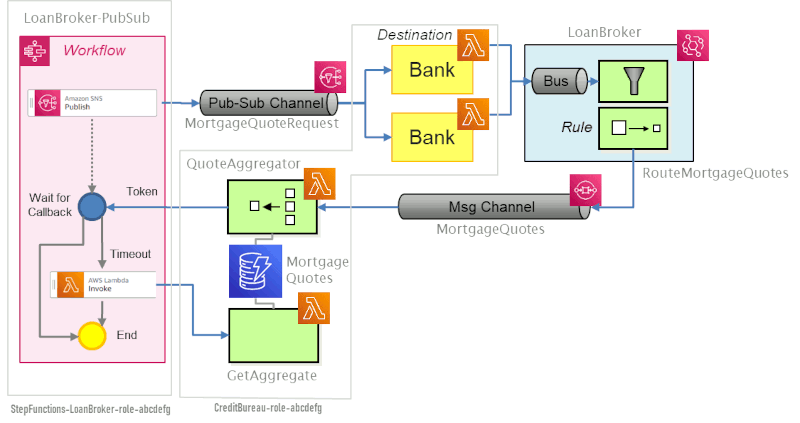 LoanBroker-PubSub
Workflow
Amazon SNS
Publish
Wait for
Callback
Token
Timeout
AWS Lambda
Invoke
End
StepFunctions-LoanBroker-role-abcdefg
Pub-Sub Channel
MortgageQuoteRequest
Destination
Bank
Bank
LoanBroker
Bus
Rule
RouteMortgageQuotes
QuoteAggregator
Msg Channel
MortgageQuotes
Mortgage
Quotes
GetAggregate
CreditBureau-role-abcdefg